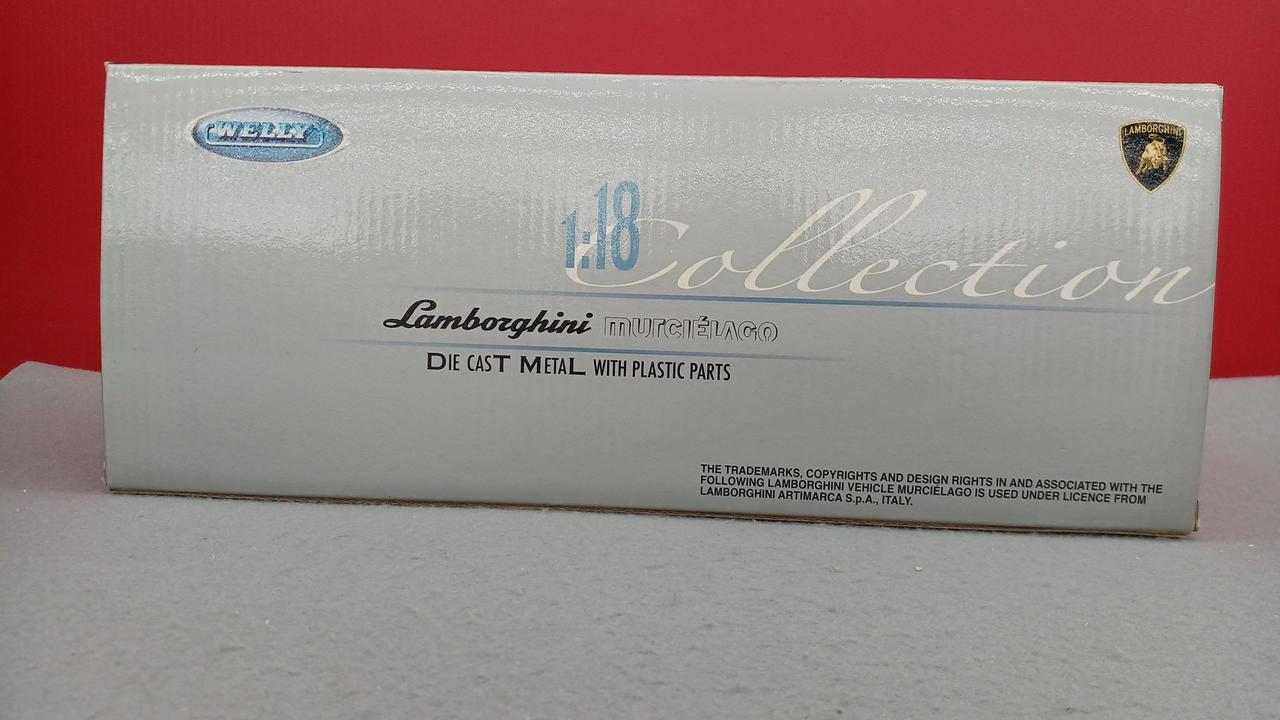 WELLY
LAMBORGHINI
1:18 Collection
Lamborghini MURCIÉLAGO
DIE CAST METAL WITH PLASTIC PARTS
THE TRADEMARKS, COPYRIGHTS AND DESIGN RIGHTS IN AND ASSOCIATED WITH THE
FOLLOWING LAMBORGHINI VEHICLE MURCIÉLAGO IS USED UNDER LICENCE FROM
LAMBORGHINI ARTIMARCA S.p.A., ITALY.